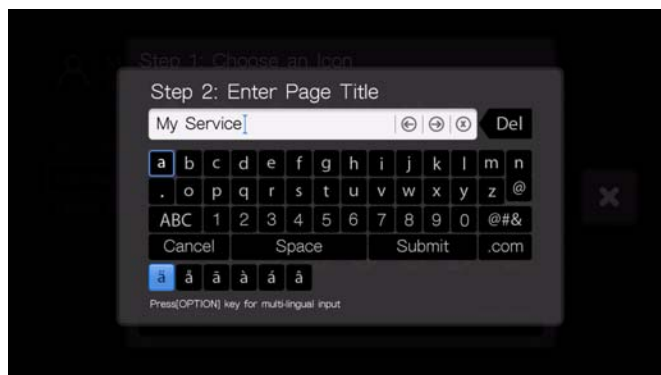 Step 1: Choose an Icon
Step 2: Enter Page Title
My Service
Del
a b c d e f g h i j k l m n
. o p q r s t u v w x y z @
ABC 1 2 3 4 5 6 7 8 9 0 @#&
Cancel Space Submit .com
ä å ã à á â
Press[OPTION] key for multi-lingual input